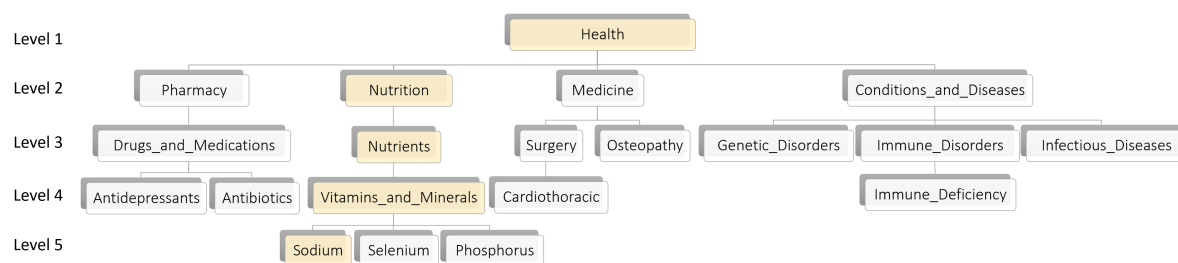 Level 1 Health
Level 2 Pharmacy Nutrition Medicine Conditions_and_Diseases
Level 3 Drugs_and_Medications Nutrients Surgery Osteopathy Genetic_Disorders Immune_Disorders Infectious_Diseases
Level 4 Antidepressants Antibiotics Vitamins_and_Minerals Cardiothoracic Immune_Deficiency
Level 5 Sodium Selenium Phosphorus